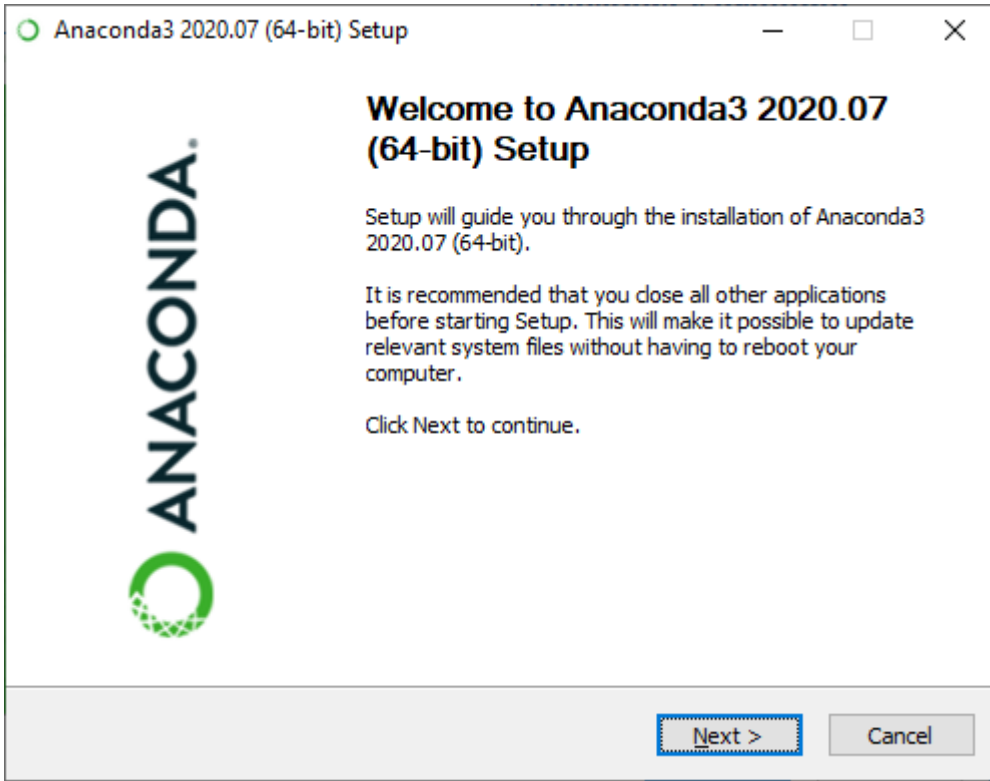 Anaconda3 2020.07 (64-bit) Setup
ANACONDA.
Welcome to Anaconda3 2020.07
(64-bit) Setup
Setup will guide you through the installation of Anaconda3
2020.07 (64-bit).
It is recommended that you close all other applications
before starting Setup. This will make it possible to update
relevant system files without having to reboot your
computer.
Click Next to continue.
Next >
Cancel